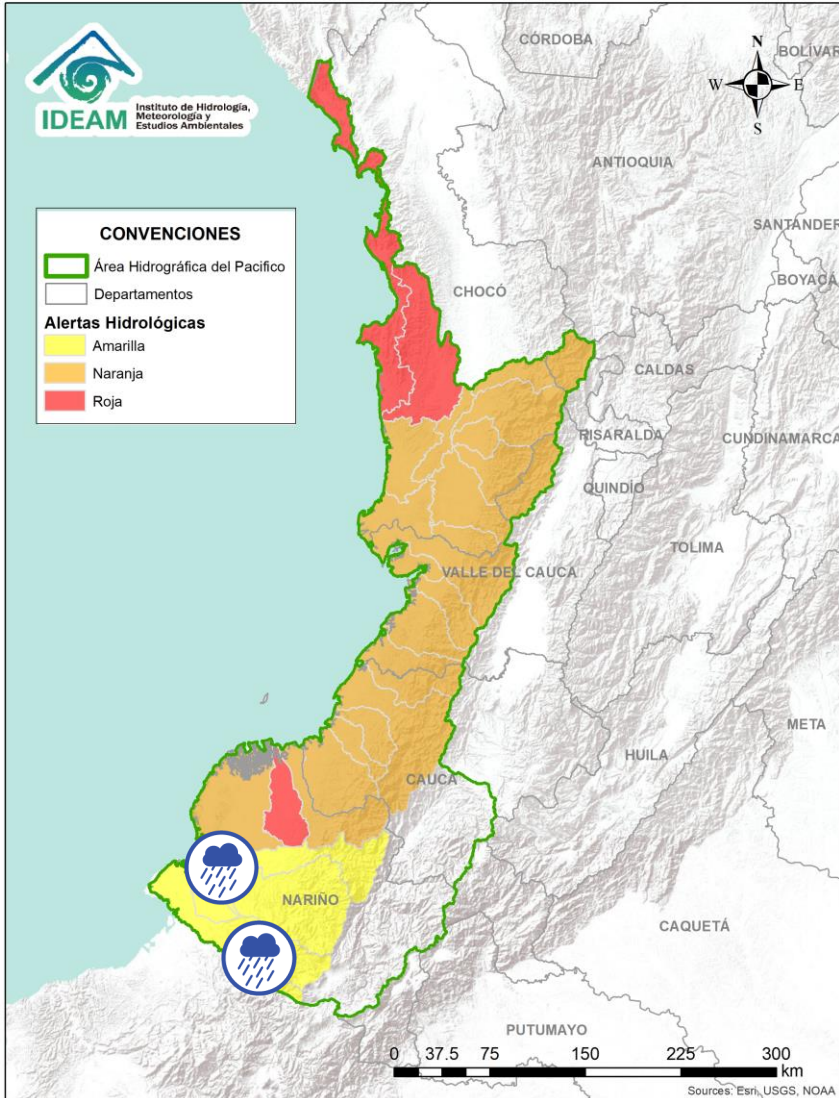 IDEAM
Instituto de Hidrología,
Meteorología y
Estudios Ambientales
CÓRDOBA
BOLÍVAR
N
W
E
S
ANTIOQUIA
SANTANDER
BOYACÁ
CONVENCIONES
Área Hidrográfica del Pacifico
Departamentos
Alertas Hidrológicas
Amarilla
Naranja
Roja
CHOCÓ
CALDAS
RISARALDA
CUNDINAMARCA
QUINDÍO
TOLIMA
VALLE DEL CAUCA
META
HUILA
CAUCA
NARIÑO
CAQUETÁ
PUTUMAYO
0 37.5 75 150 225 300
km
Sources: Esri, USGS, NOAA